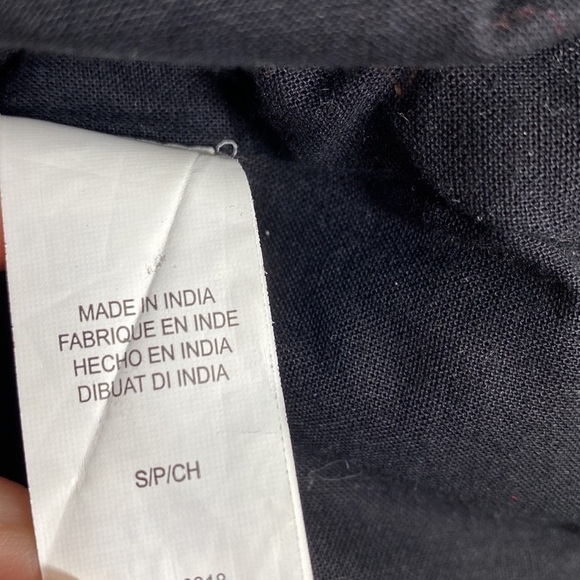 MADE IN INDIA
FABRIQUE EN INDE
HECHO EN INDIA
DIBUAT DI INDIA
S/P/CH